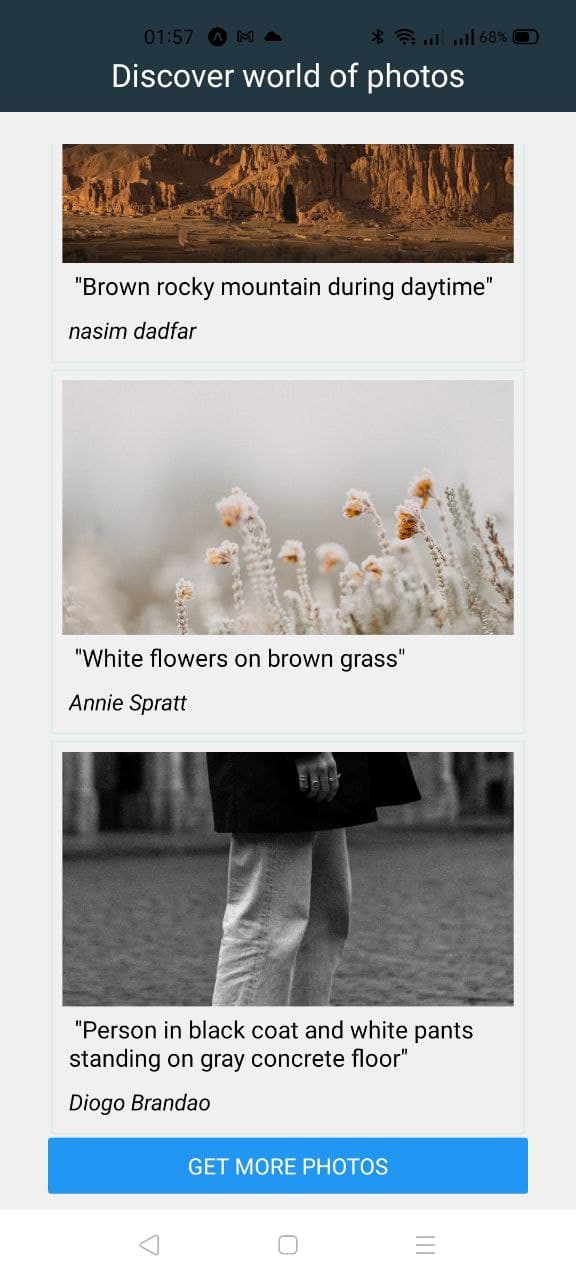 01:57 68%
Discover world of photos
"Brown rocky mountain during daytime"
nasim dadfar
"White flowers on brown grass"
Annie Spratt
"Person in black coat and white pants
standing on gray concrete floor"
Diogo Brandao
GET MORE PHOTOS